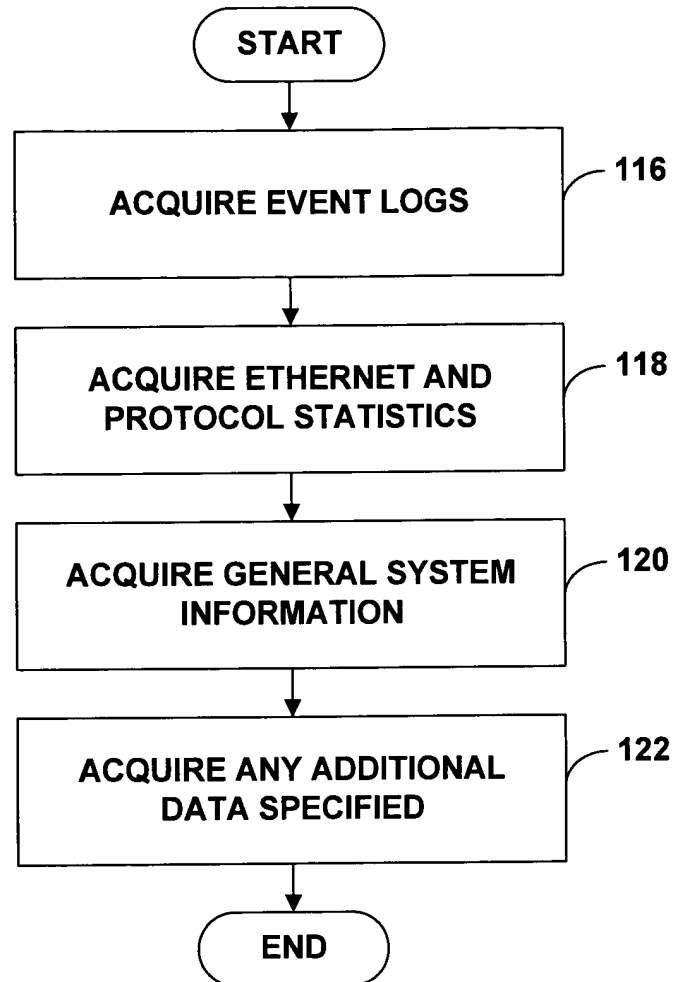 START
ACQUIRE EVENT LOGS
116
ACQUIRE ETHERNET AND
PROTOCOL STATISTICS
118
ACQUIRE GENERAL SYSTEM
INFORMATION
120
ACQUIRE ANY ADDITIONAL
DATA SPECIFIED
122
END